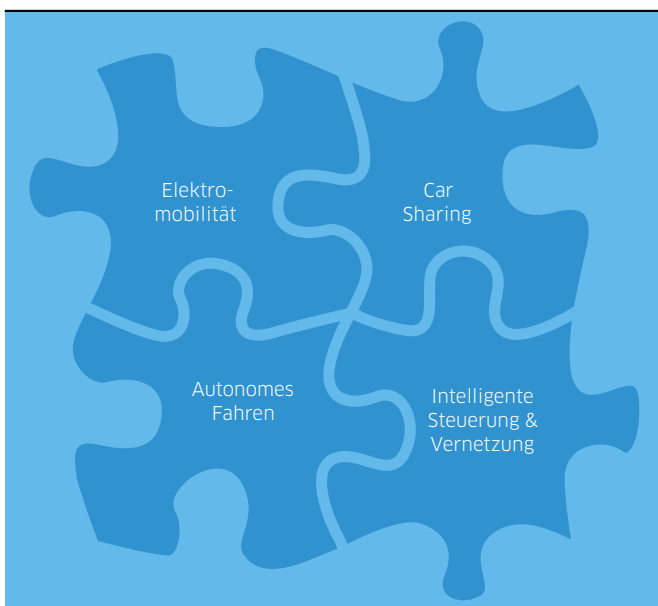 Elektro-
mobilität
Car
Sharing
Autonomes
Fahren
Intelligente
Steuerung &
Vernetzung